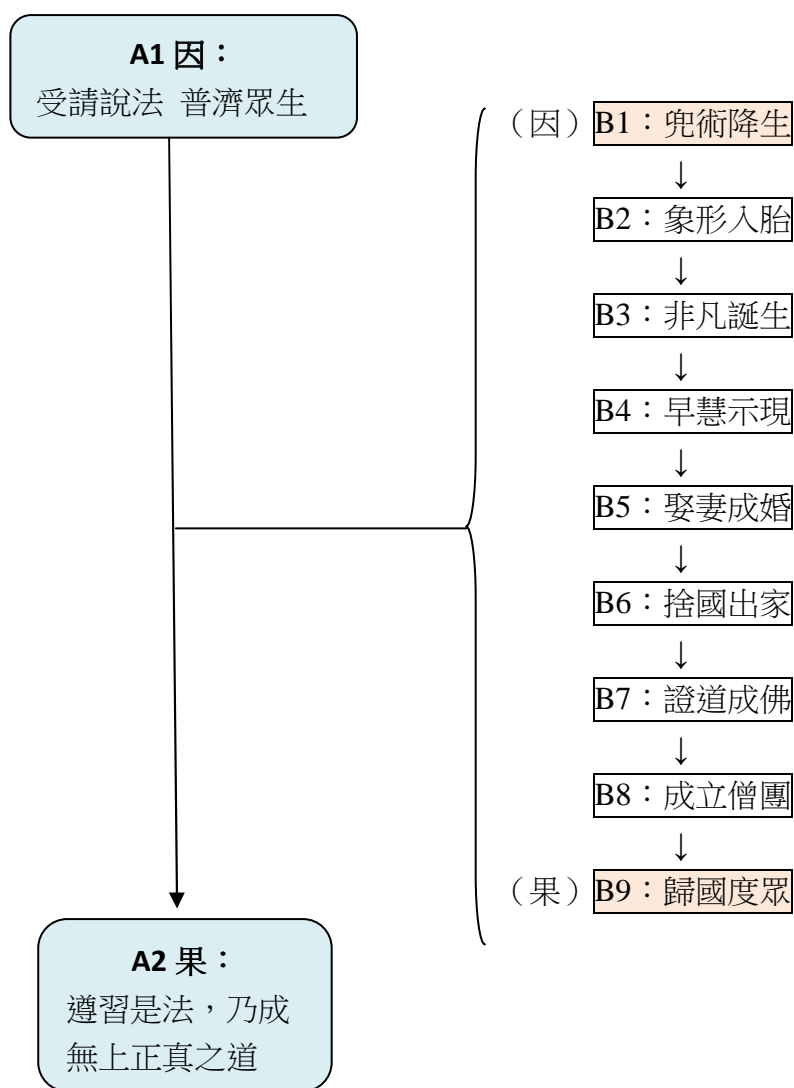 A1 因：
受請說法 普濟眾生
（因）B1：兜術降生
↓
B2：象形入胎
↓
B3：非凡誕生
↓
B4：早慧示現
↓
B5：娶妻成婚
↓
B6：捨國出家
↓
B7：證道成佛
↓
B8：成立僧團
↓
（果）B9：歸國度眾
A2 果：
遵習是法，乃成
無上正真之道